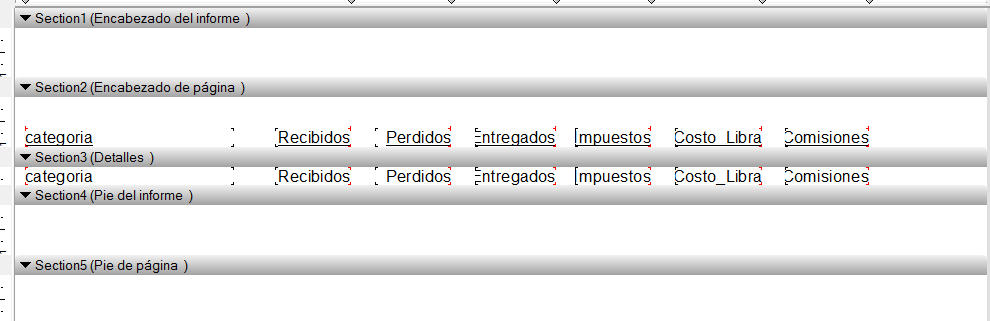 Section1 (Encabezado del informe )
Section2 (Encabezado de página )
categoria Recibidos Perdidos Entregados Impuestos Costo_Libra Comisiones
Section3 (Detalles )
categoria Recibidos Perdidos Entregados Impuestos Costo_Libra Comisiones
Section4 (Pie del informe )
Section5 (Pie de página )